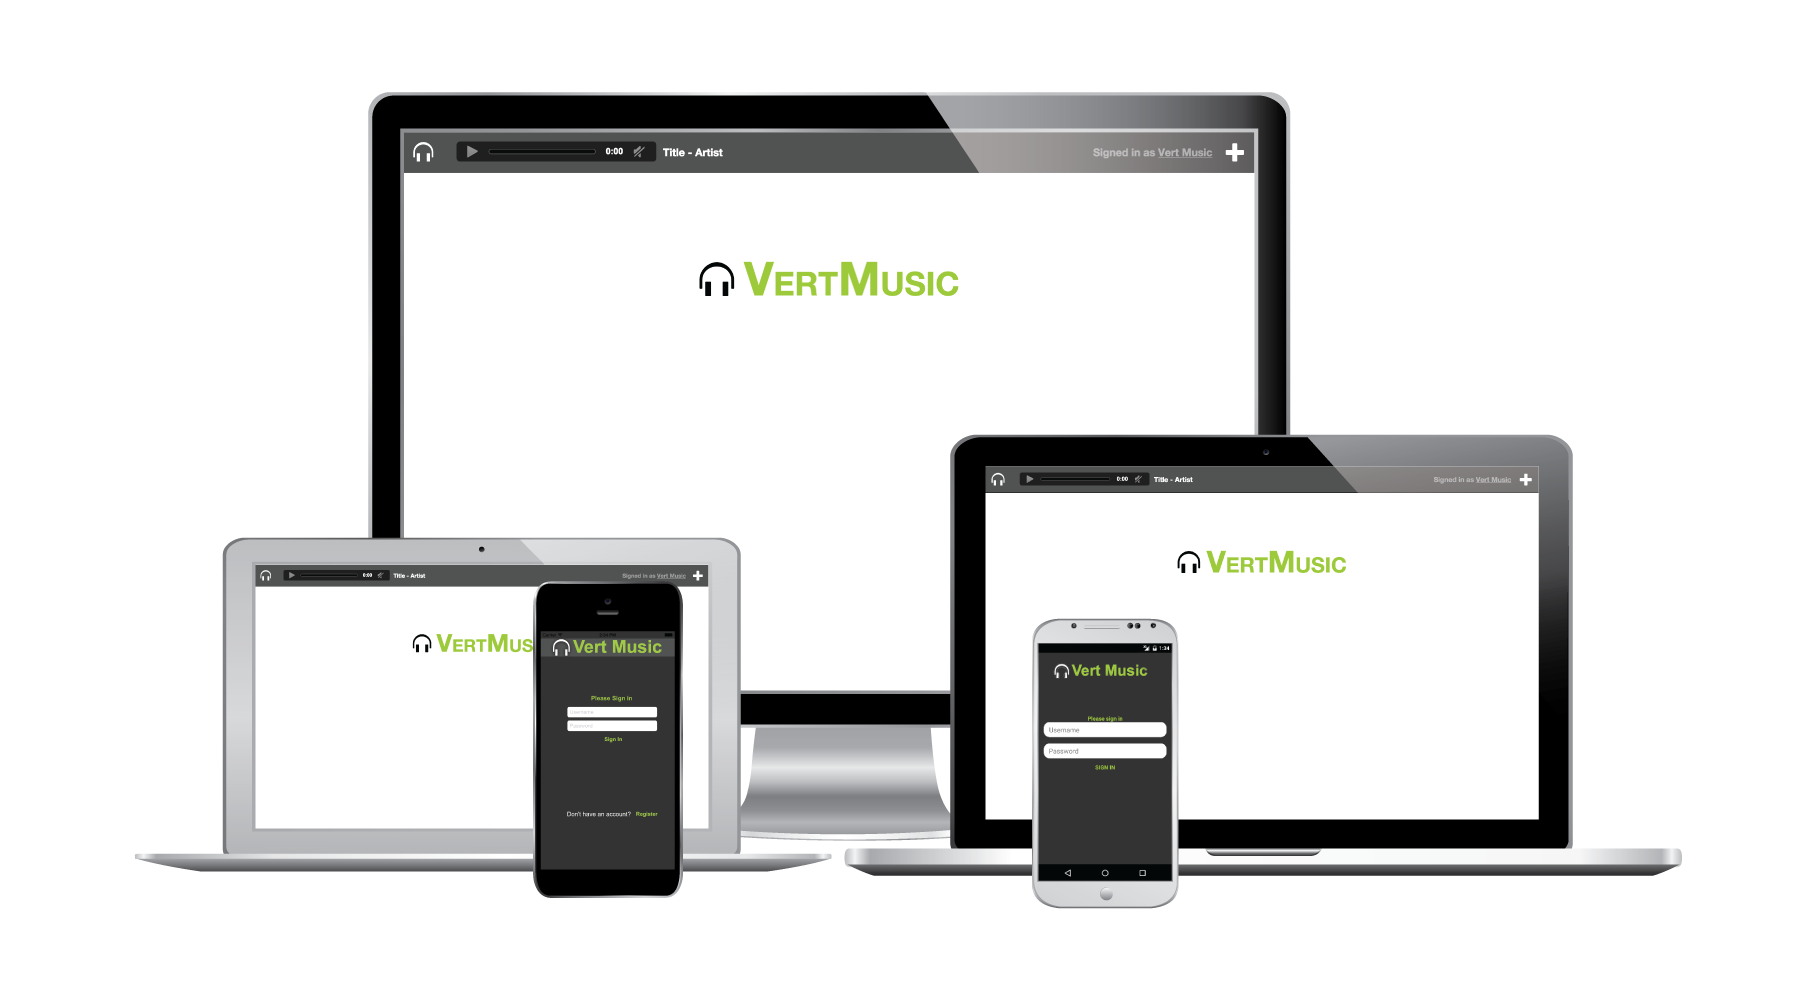 0:00
Title - Artist
Signed in as Vert Music
VERTMUSIC
0:00
Title - Artist
Signed in as Vert Music
VERTMUSIC
0:00
Title - Artist
Signed in as Vert Music
VERTMUS
Vert Music
Please Sign In
Username
Password
Sign In
Don't have an account? Register
1:34
Vert Music
Please sign in
Username
Password
SIGN IN